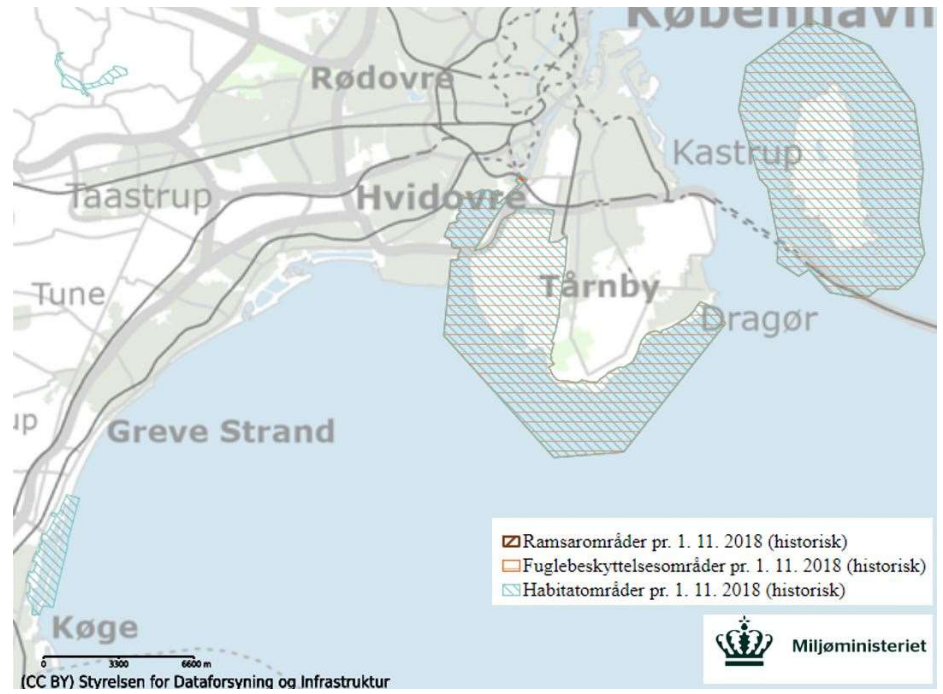 København
Rødovre
Kastrup
Taastrup
Hvidovre
Tune
Tårnby
Dragør
up
Greve Strand
Ramsarområder pr. 1. 11. 2018 (historisk)
Fuglebeskyttelsesområder pr. 1. 11. 2018 (historisk)
Habitatområder pr. 1. 11. 2018 (historisk)
Køge
Miljøministeriet
0 3300 6600 m
(CC BY) Styrelsen for Dataforsyning og Infrastruktur